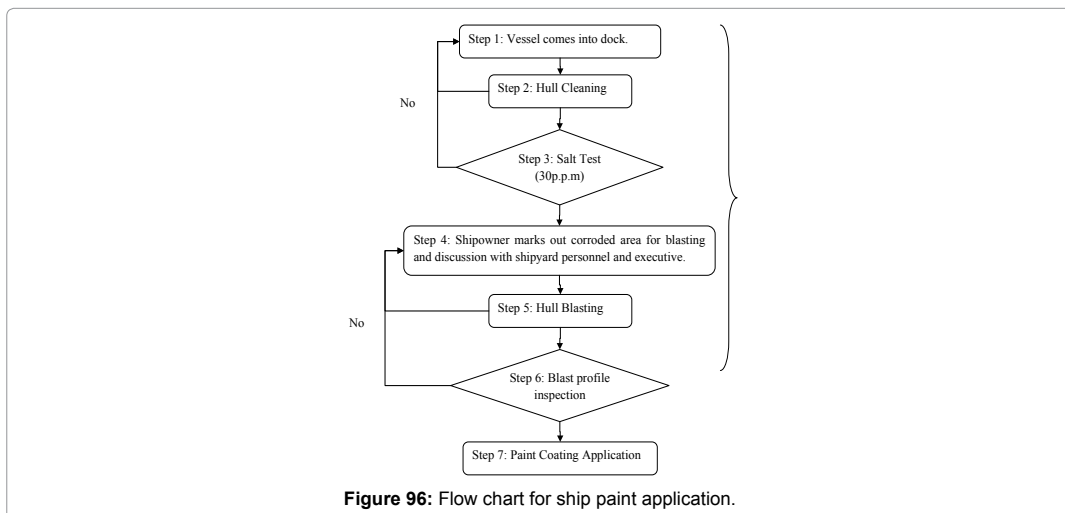 Step 1: Vessel comes into dock.
Step 2: Hull Cleaning
No
Step 3: Salt Test
(30p.p.m)
Step 4: Shipowner marks out corroded area for blasting
and discussion with shipyard personnel and executive.
Step 5: Hull Blasting
No
Step 6: Blast profile
inspection
Step 7: Paint Coating Application
Figure 96: Flow chart for ship paint application.